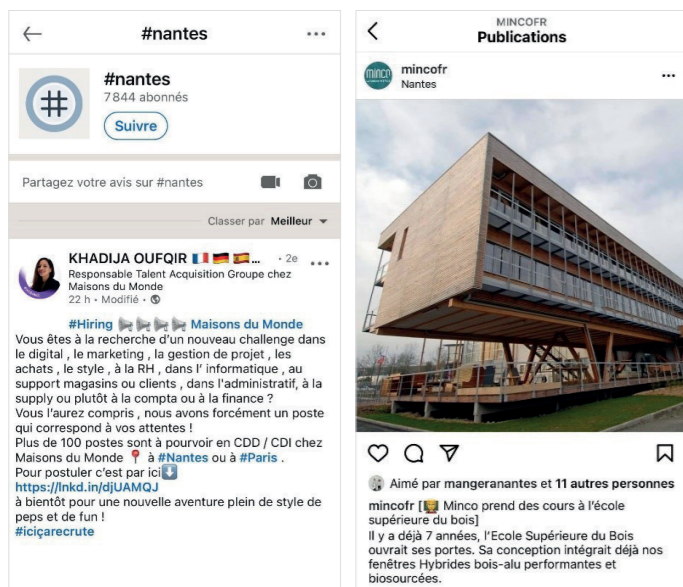 #nantes
#nantes
7 844 abonnés
Suivre
Partagez votre avis sur #nantes
Classer par Meilleur
KHADIJA OUFQIR 🇫🇷 🇩🇪 🇪🇸... · 2e
Responsable Talent Acquisition Groupe chez
Maisons du Monde
22 h • Modifié •
#Hiring 📢📢📢📢 Maisons du Monde
Vous êtes à la recherche d'un nouveau challenge dans
le digital , le marketing , la gestion de projet , les
achats , le style , à la RH , dans l' informatique , au
support magasins ou clients , dans l'administratif, à la
supply ou plutôt à la compta ou à la finance ?
Vous l'aurez compris , nous avons forcément un poste
qui correspond à vos attentes !
Plus de 100 postes sont à pourvoir en CDD / CDI chez
Maisons du Monde 📍 à #Nantes ou à #Paris .
Pour postuler c'est par ici⬇️
https://lnkd.in/djUAMQJ
à bientôt pour une nouvelle aventure plein de style de
peps et de fun !
#iciçarecrute
MINCOFR
Publications
minco
mincofr
Nantes
Aimé par mangeranantes et 11 autres personnes
mincofr [👩‍🏫 Minco prend des cours à l'école
supérieure du bois]
Il y a déjà 7 années, l'Ecole Supérieure du Bois
ouvrait ses portes. Sa conception intégrait déjà nos
fenêtres Hybrides bois-alu performantes et
biosourcées.